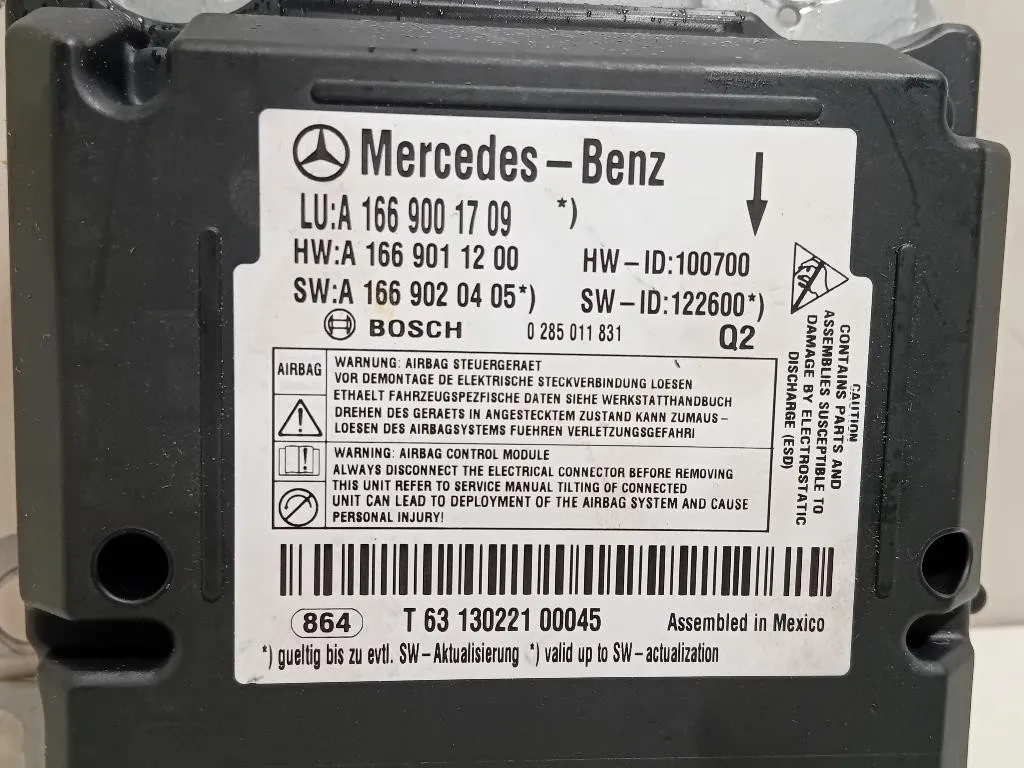 Mercedes-Benz
LU:A 166 900 17 09 *)
HW:A 166 901 12 00 HW-ID:100700
SW:A 166 902 04 05*) SW-ID:122600*)
BOSCH 0 285 011 831 Q2
AIRBAG
WARNUNG: AIRBAG STEUERGERAET
VOR DEMONTAGE DE ELEKTRISCHE STECKVERBINDUNG LOESEN
ETHAELT FAHRZEUGSPEZFISCHE DATEN SIEHE WERKSTATTHANDBUCH
DREHEN DES GERAETS IN ANGESTECKTEM ZUSTAND KANN ZUMAUS-
LOESEN DES AIRBAGSYSTEMS FUEHREN VERLETZUNGSGEFAHRI
WARNING: AIRBAG CONTROL MODULE
ALWAYS DISCONNECT THE ELECTRICAL CONNECTOR BEFORE REMOVING
THIS UNIT REFER TO SERVICE MANUAL TILTING OF CONNECTED
UNIT CAN LEAD TO DEPLOYMENT OF THE AIRBAG SYSTEM AND CAUSE
PERSONAL INJURY!
CAUTION
CONTAINS PARTS AND
ASSEMBLIES SUSCEPTIBLE TO
DAMAGE BY ELECTROSTATIC
DISCHARGE (ESD)
864 T 63 130221 00045 Assembled in Mexico
*) gueltig bis zu evtl. SW-Aktualisierung *) valid up to SW-actualization